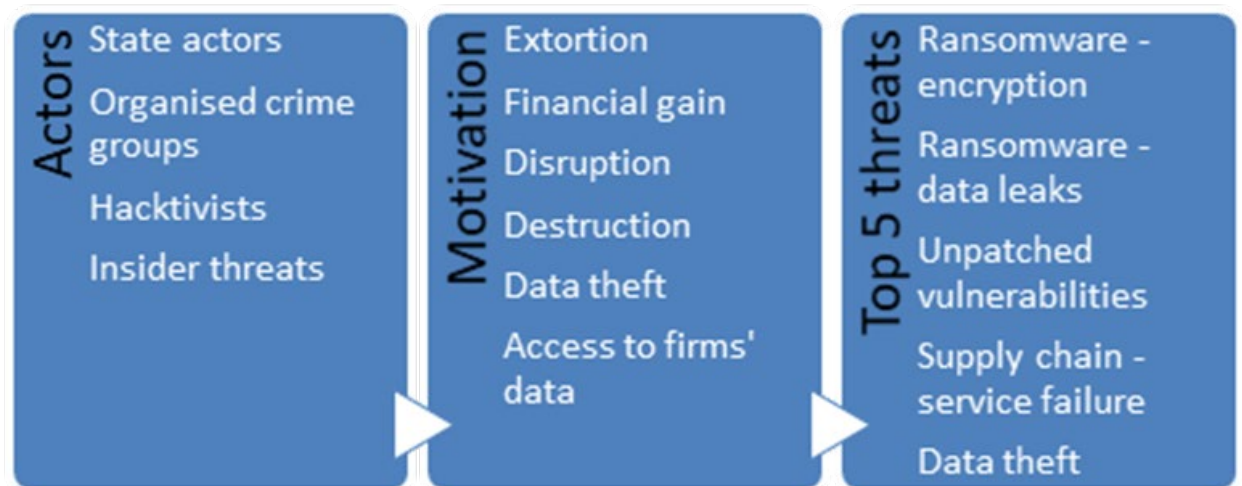 Actors
State actors
Organised crime
groups
Hacktivists
Insider threats
Motivation
Extortion
Financial gain
Disruption
Destruction
Data theft
Access to firms'
data
Top 5 threats
Ransomware -
encryption
Ransomware -
data leaks
Unpatched
vulnerabilities
Supply chain -
service failure
Data theft